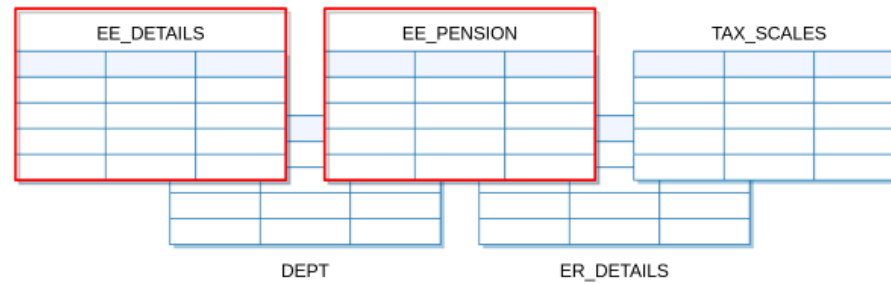 EE_DETAILS
EE_PENSION
TAX_SCALES
DEPT
ER_DETAILS